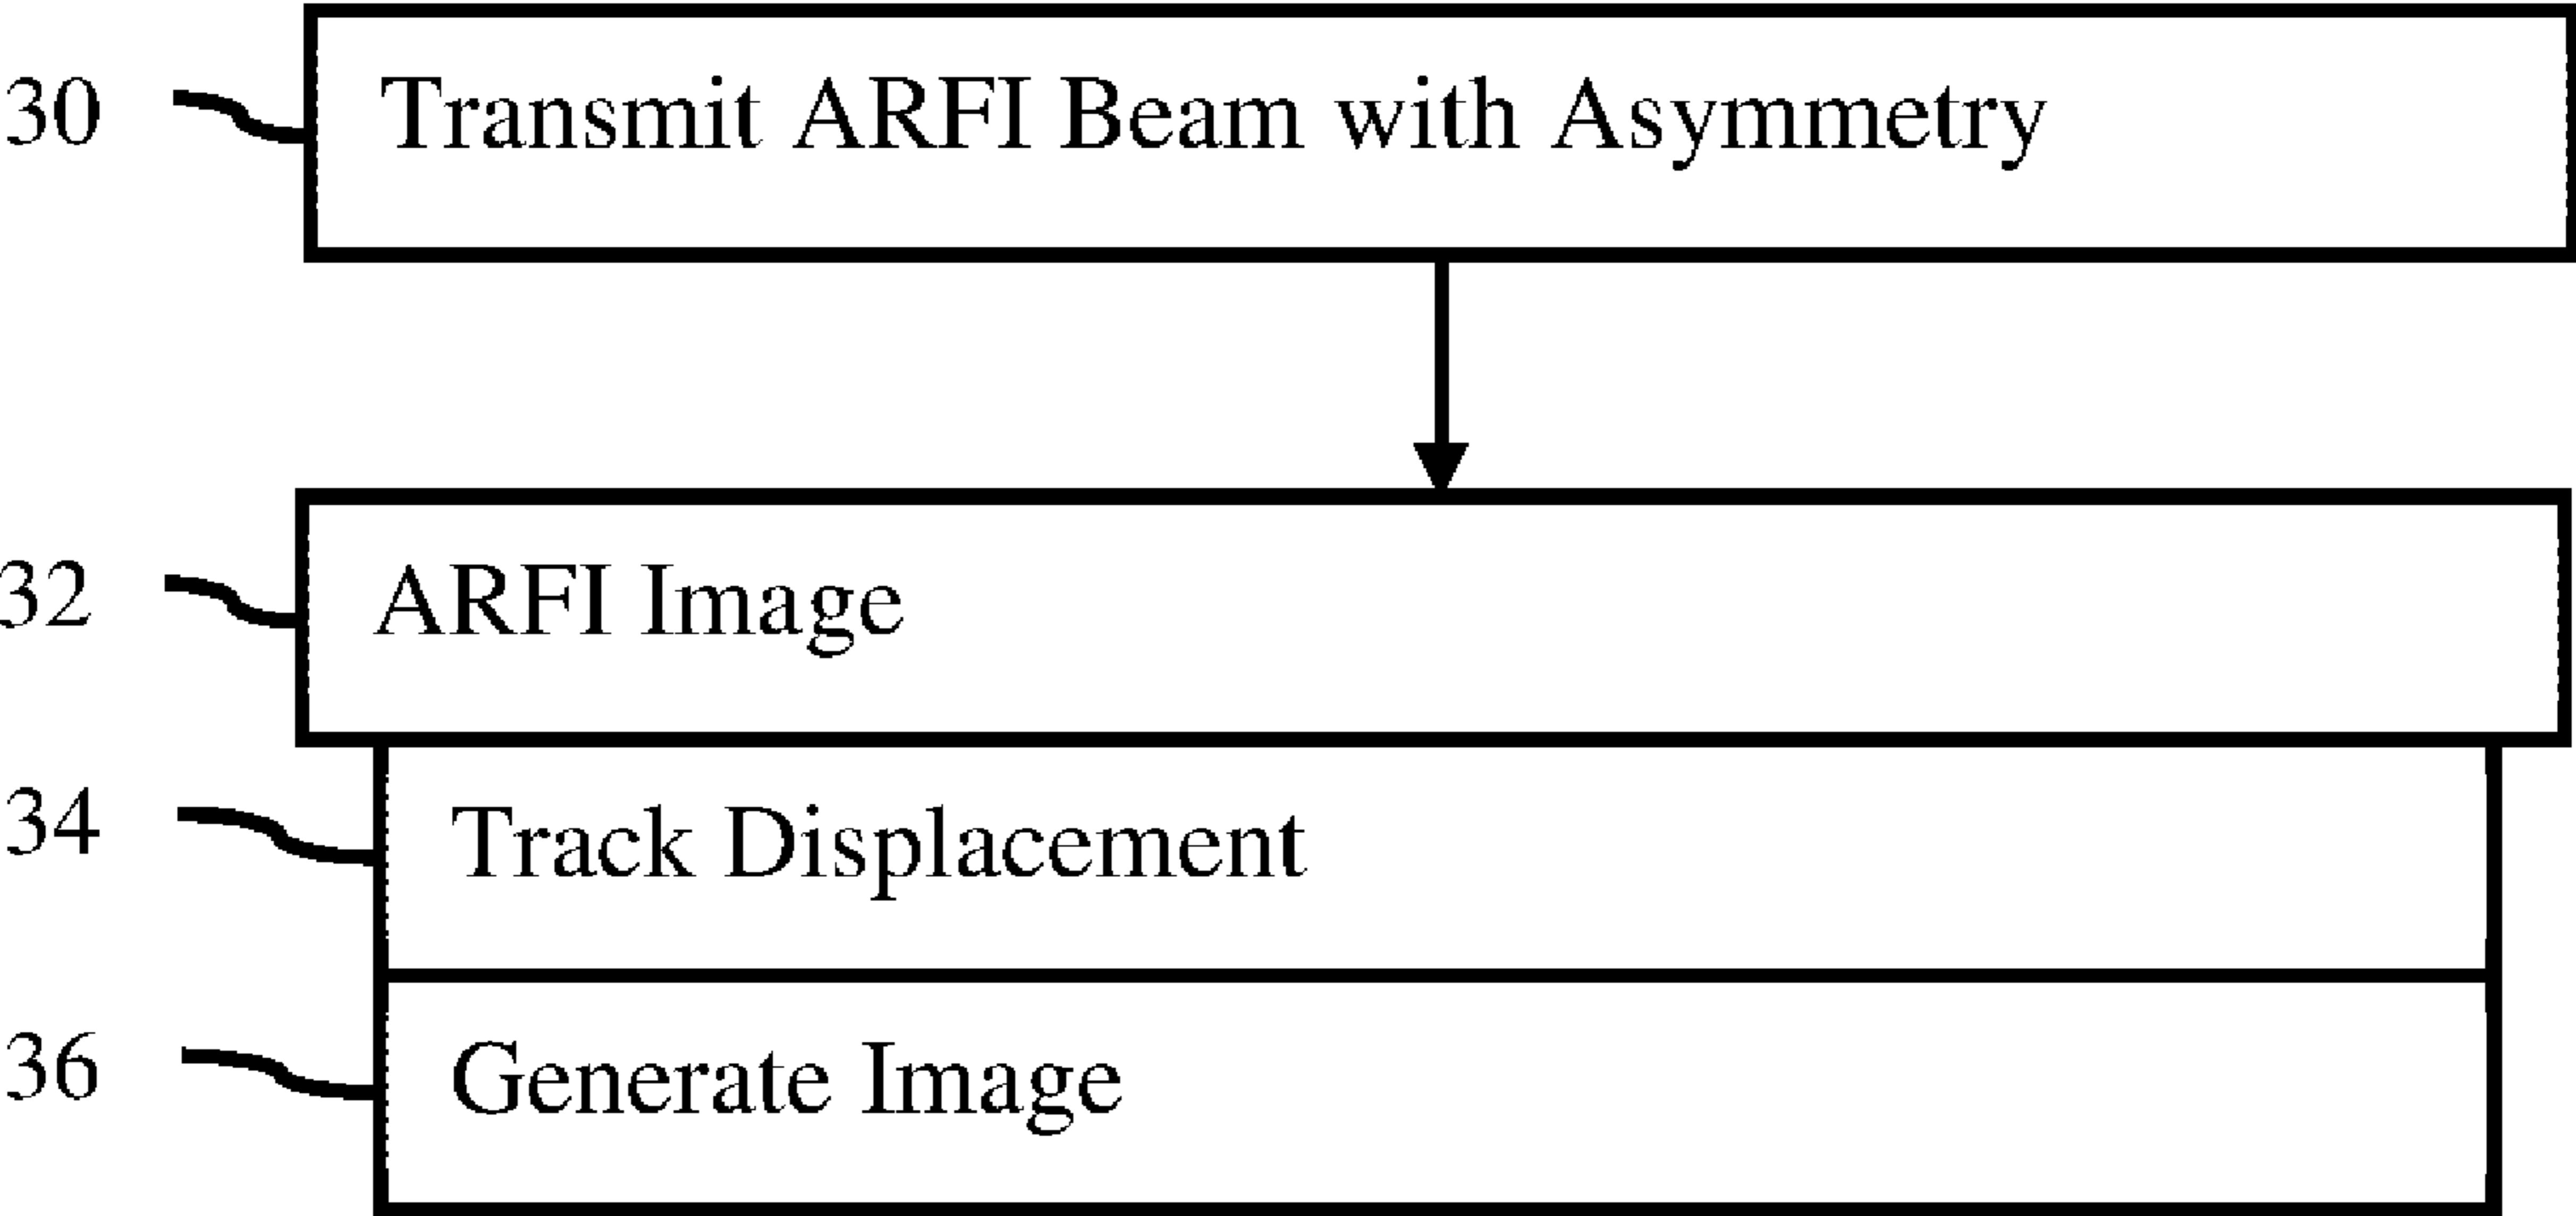 30 Transmit ARFI Beam with Asymmetry
32 ARFI Image
34 Track Displacement
36 Generate Image